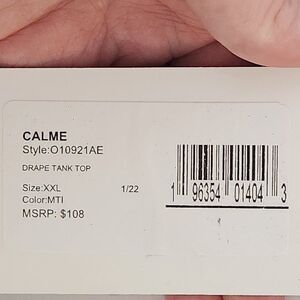 CALME
Style:O10921AE
DRAPE TANK TOP
Size:XXL 1/22
Color:MTI
MSRP: $108
1 96354 01404 3